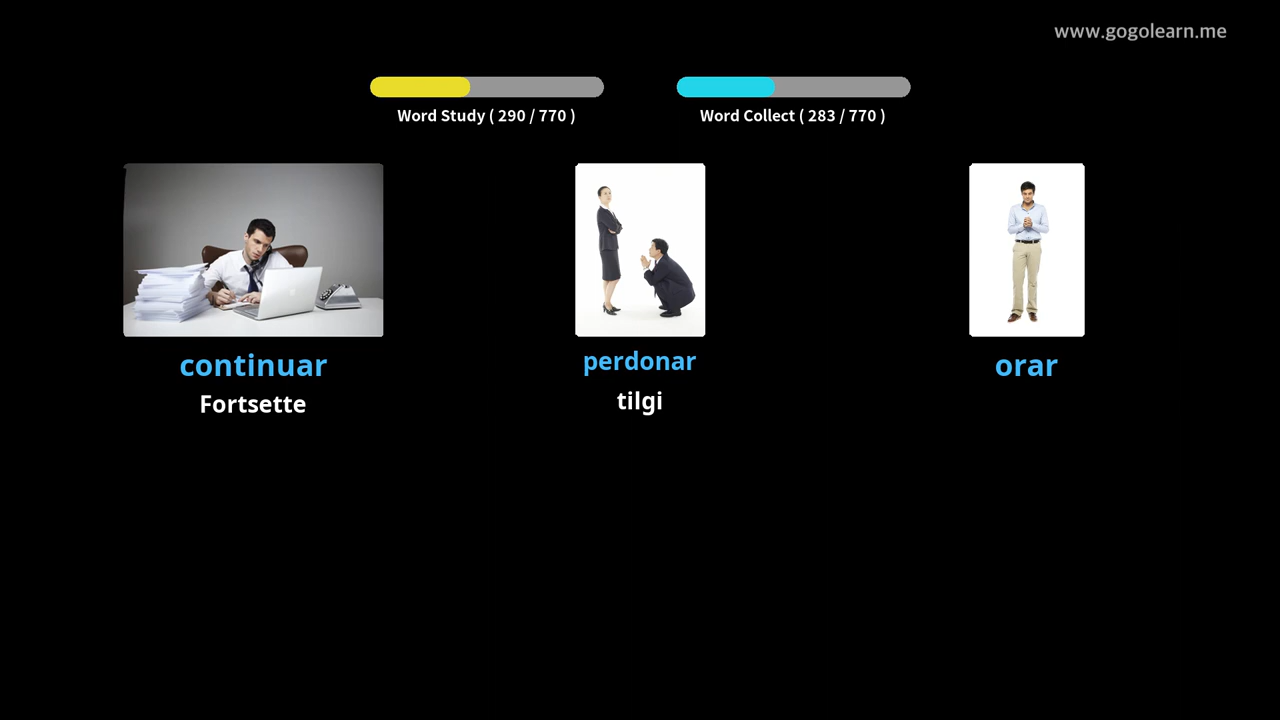 www.gogolearn.me
Word Study ( 290 / 770 )
Word Collect ( 283 / 770 )
continuar
Fortsette
perdonar
tilgi
orar